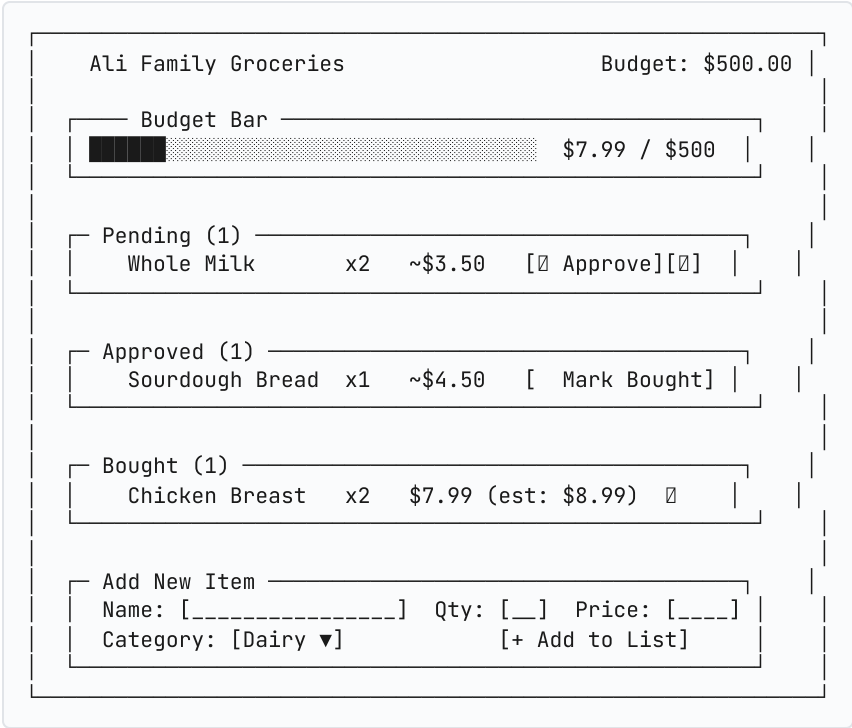 Ali Family Groceries Budget: $500.00
Budget Bar
$7.99 / $500
Pending (1)
Whole Milk x2 ~$3.50 [ Approve][ ]
Approved (1)
Sourdough Bread x1 ~$4.50 [ Mark Bought]
Bought (1)
Chicken Breast x2 $7.99 (est: $8.99)
Add New Item
Name: [________________] Qty: [__] Price: [____]
Category: [Dairy ▼] [+ Add to List]